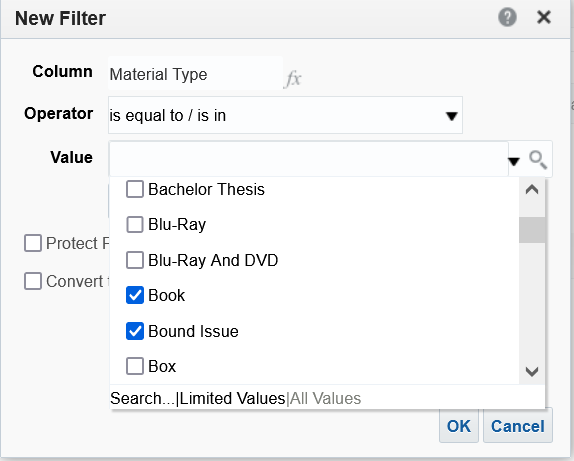 New Filter
Column Material Type fx
Operator is equal to / is in
Value
Bachelor Thesis
Blu-Ray
Blu-Ray And DVD
Book
Bound Issue
Box
Protect
Convert
Search...|Limited Values|All Values
OK Cancel